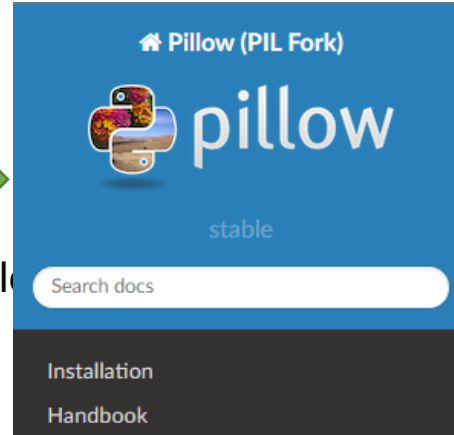 Pillow (PIL Fork)
pillow
stable
Search docs
Installation
Handbook